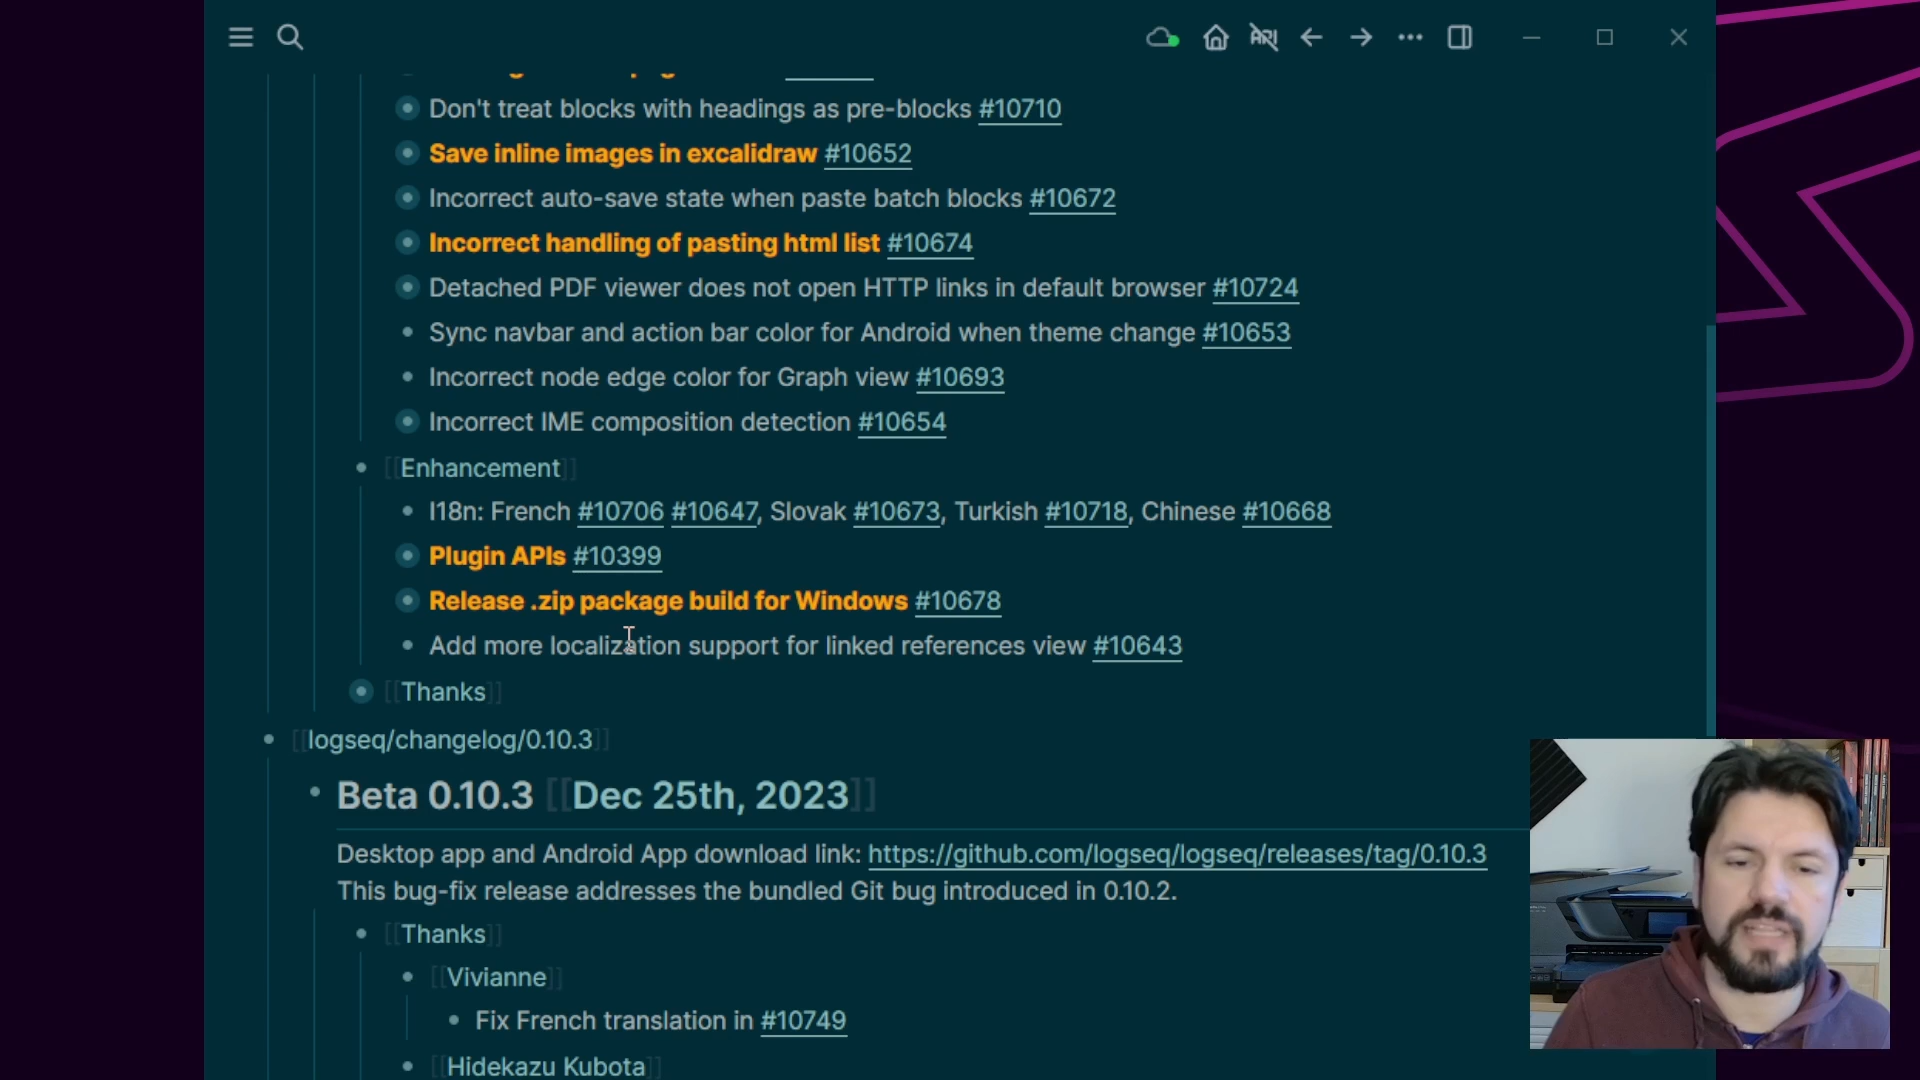 API
Don't treat blocks with headings as pre-blocks #10710
Save inline images in excalidraw #10652
Incorrect auto-save state when paste batch blocks #10672
Incorrect handling of pasting html list #10674
Detached PDF viewer does not open HTTP links in default browser #10724
Sync navbar and action bar color for Android when theme change #10653
Incorrect node edge color for Graph view #10693
Incorrect IME composition detection #10654
[[Enhancement]]
I18n: French #10706 #10647, Slovak #10673, Turkish #10718, Chinese #10668
Plugin APIs #10399
Release .zip package build for Windows #10678
Add more localization support for linked references view #10643
[[Thanks]]
[[logseq/changelog/0.10.3]]
Beta 0.10.3 [[Dec 25th, 2023]]
Desktop app and Android App download link: https://github.com/logseq/logseq/releases/tag/0.10.3
This bug-fix release addresses the bundled Git bug introduced in 0.10.2.
[[Thanks]]
[[Vivianne]]
Fix French translation in #10749
[[Hidekazu Kubota]]